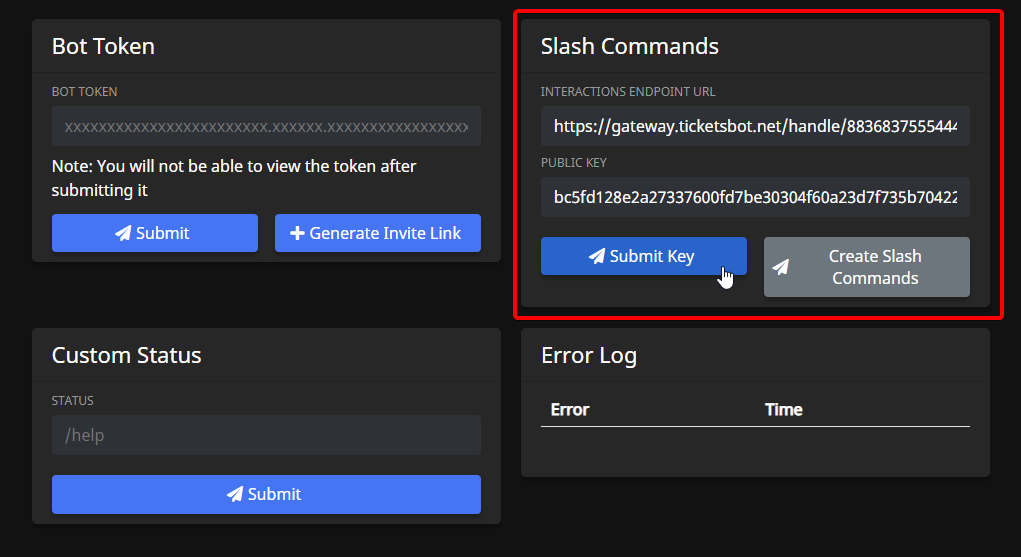 Bot Token
BOT TOKEN
xxxxxxxxxxxxxxxxxxxxxxxx.xxxxxx.xxxxxxxxxxxxxxxxx
Note: You will not be able to view the token after
submitting it
Submit
Generate Invite Link
Slash Commands
INTERACTIONS ENDPOINT URL
https://gateway.ticketsbot.net/handle/8836837555444
PUBLIC KEY
bc5fd128e2a27337600fd7be30304f60a23d7f735b70422
Submit Key
Create Slash
Commands
Custom Status
STATUS
/help
Submit
Error Log
Error Time